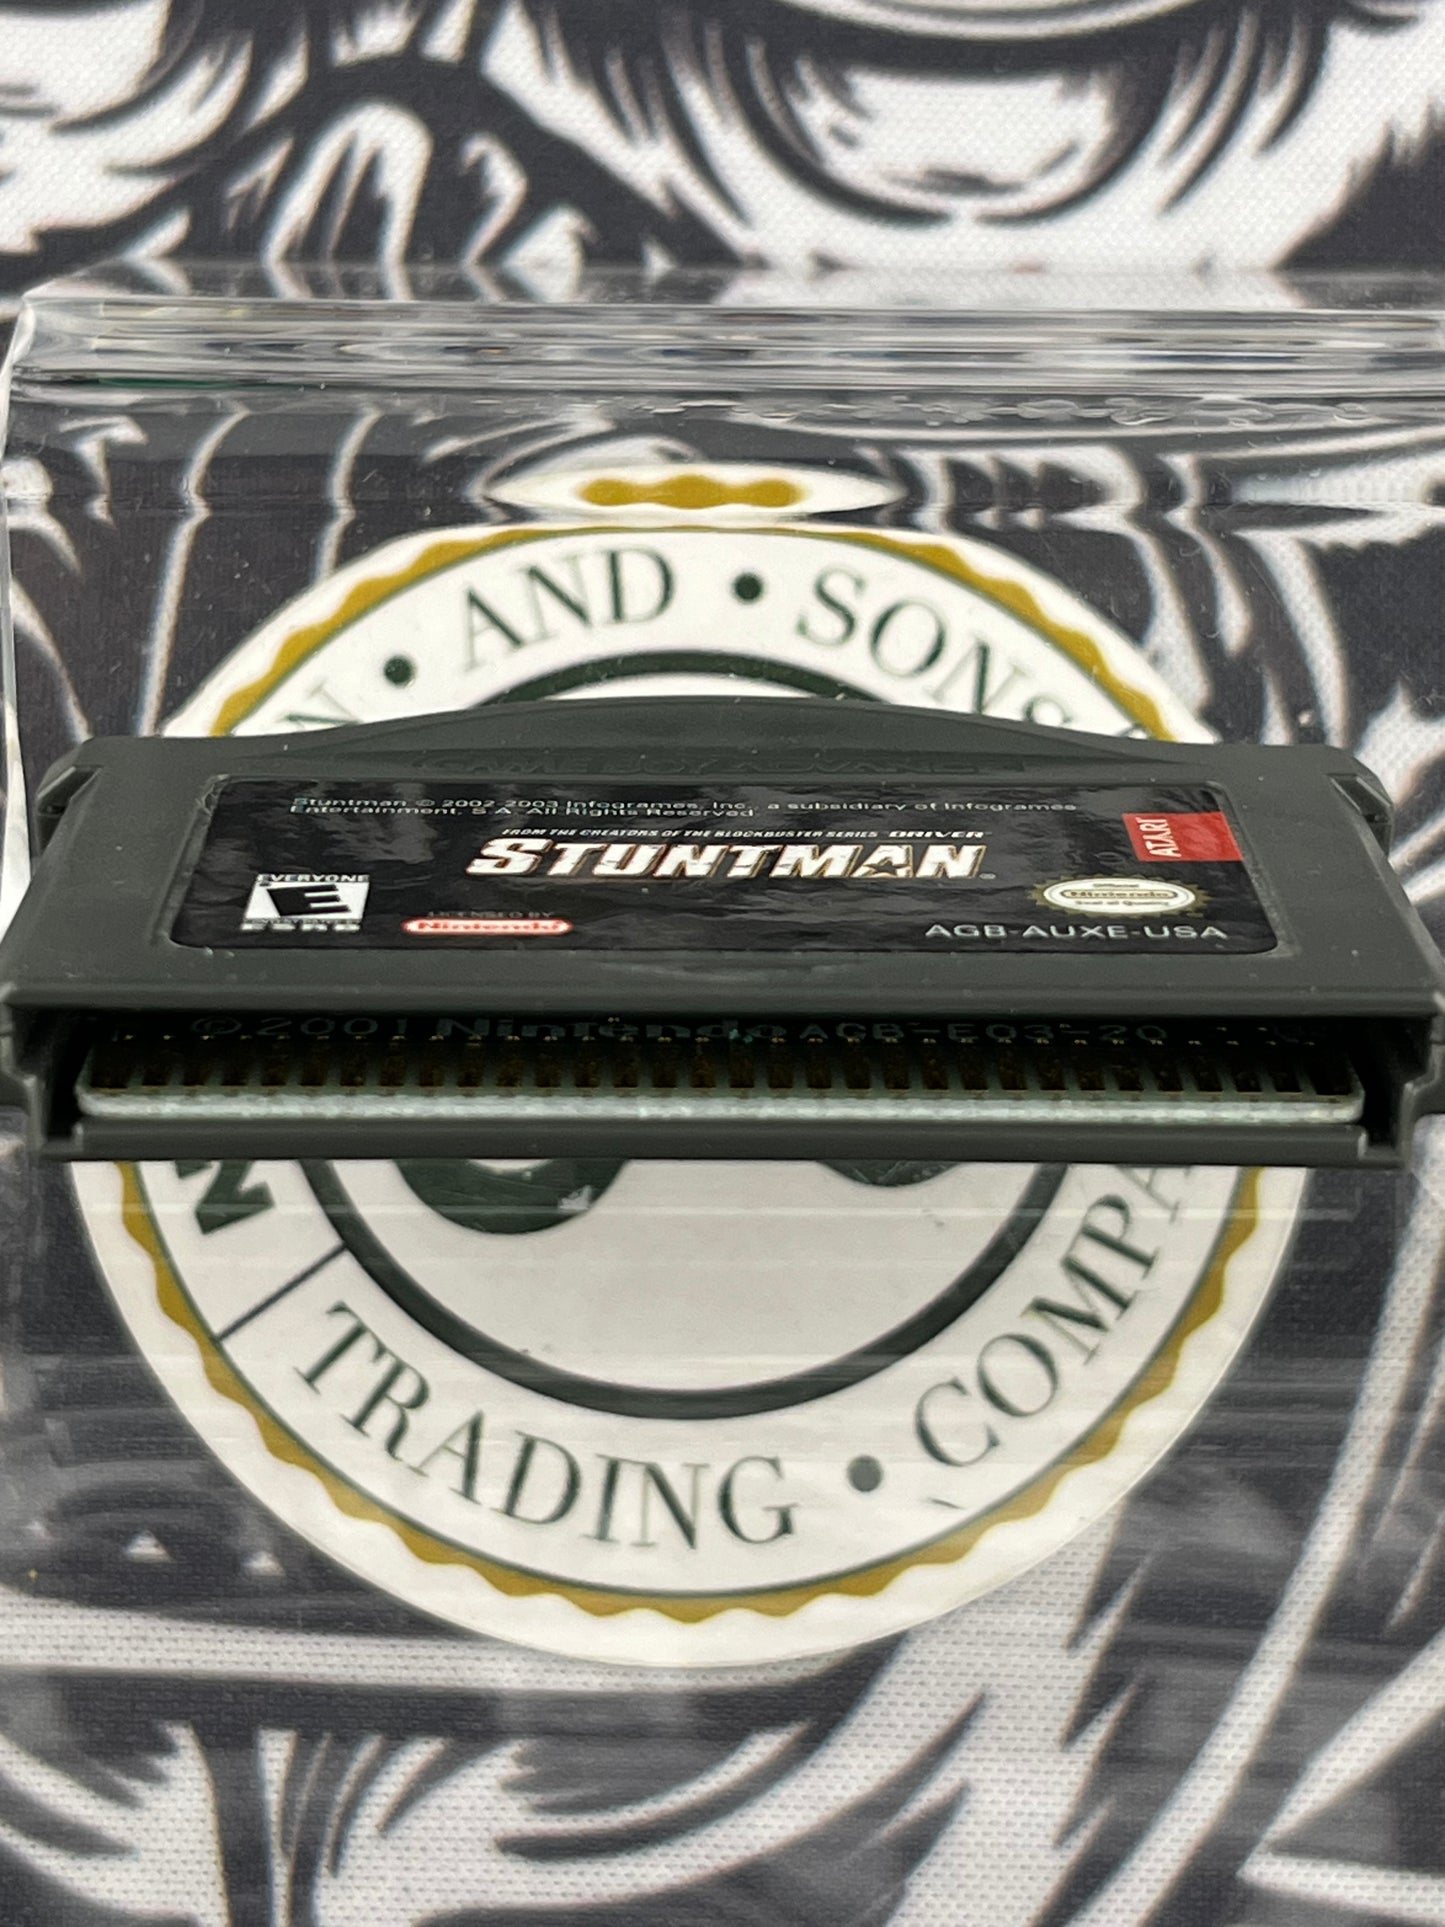 AND • SONS
GAME BOY ADVANCE
Stuntman © 2002 2003 Infogrames, Inc., a subsidiary of Infogrames
Entertainment, S.A. All Rights Reserved.
FROM THE CREATORS OF THE BLOCKBUSTER SERIES DRIVER
STUNTMAN
ATARI
EVERYONE
E
ESRB
LICENSED BY
Nintendo
Official
Nintendo
Seal of Quality
AGB-AUXE-USA
© 2001 Nintendo AGB-E03-20
TRADING •